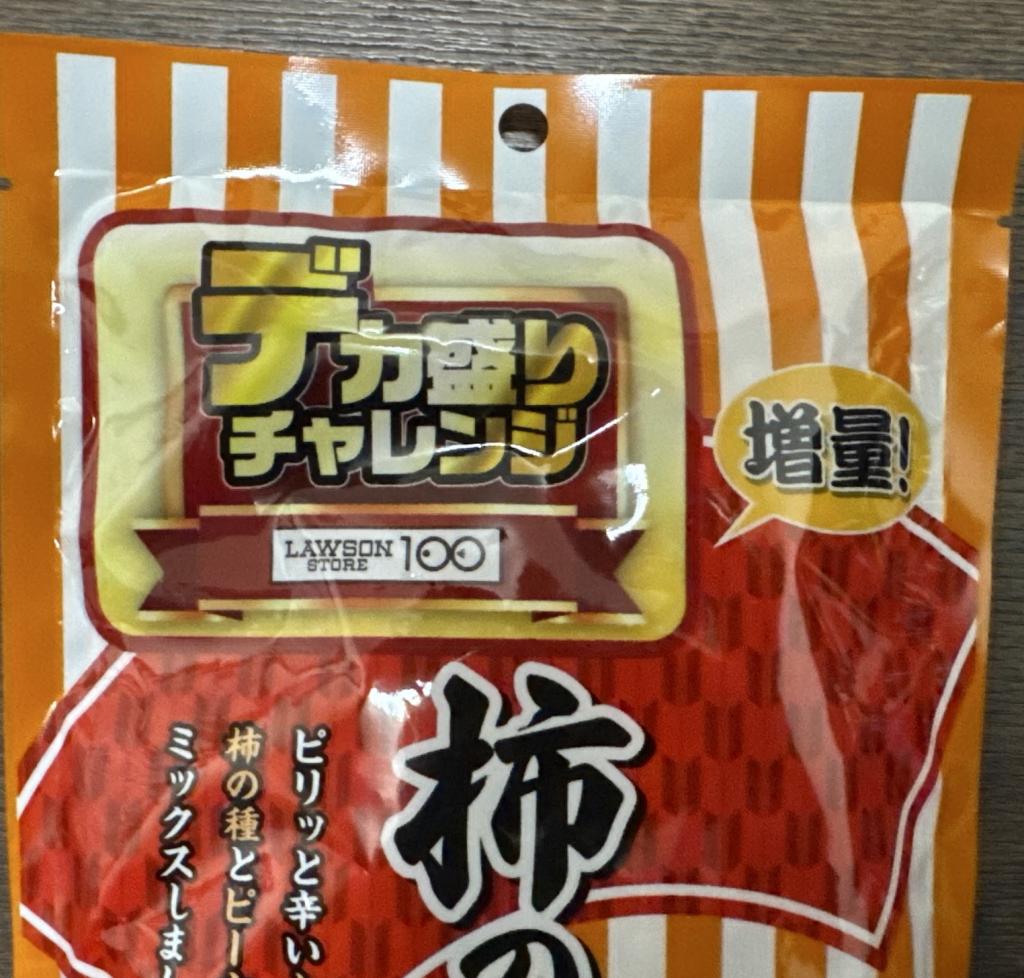 デカ盛り
チャレンジ
LAWSON
STORE 100
増量!
柿の
ピリッと辛い
柿の種とピー
ミックスしま